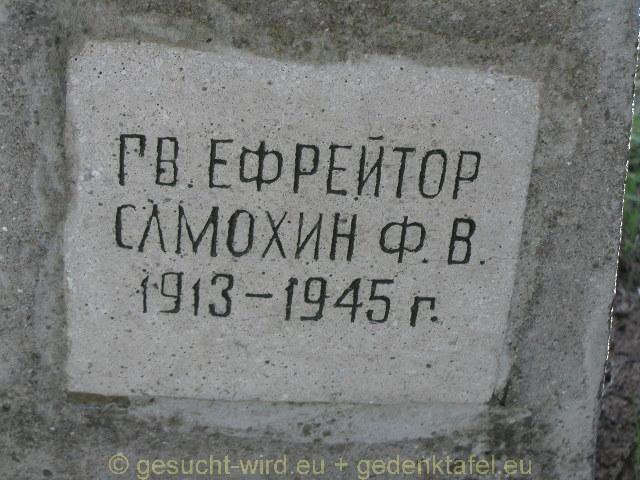 ГВ. ЕФРЕЙТОР
САМОХИН Ф. В.
1913 – 1945 г.
© gesucht-wird.eu + gedenktafel.eu